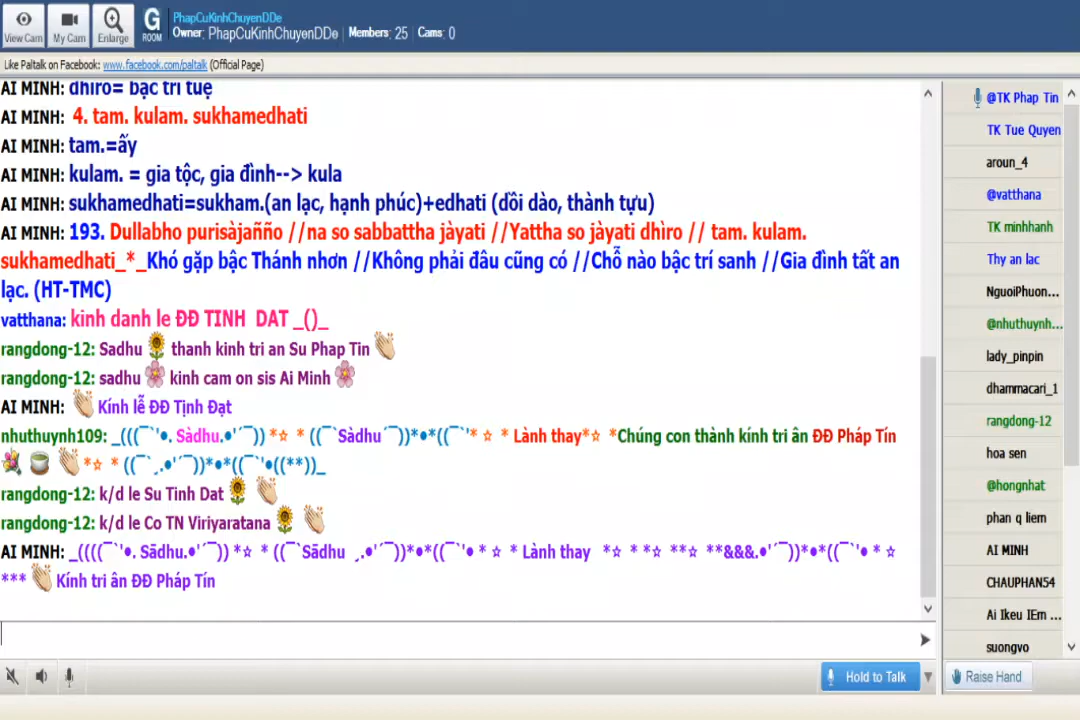 PhapCuKinhChuyenDDe
Owner: PhapCuKinhChuyenDDe Members: 25 Cams: 0
View Cam My Cam Enlarge G ROOM
Like Paltalk on Facebook: www.facebook.com/paltalk (Official Page)
AI MINH: dhìro= bậc trí tuệ
AI MINH: 4. tam. kulam. sukhamedhati
AI MINH: tam.=ấy
AI MINH: kulam. = gia tộc, gia đình--> kula
AI MINH: sukhamedhati=sukham.(an lạc, hạnh phúc)+edhati (dồi dào, thành tựu)
AI MINH: 193. Dullabho purisàjañño //na so sabbattha jàyati //Yattha so jàyati dhìro // tam. kulam.
sukhamedhati_*_Khó gặp bậc Thánh nhơn //Không phải đâu cũng có //Chỗ nào bậc trí sanh //Gia đình tất an
lạc. (HT-TMC)
vatthana: kinh danh le ĐĐ TINH DAT _()_
rangdong-12: Sadhu thanh kinh tri an Su Phap Tin
rangdong-12: sadhu kinh cam on sis Ai Minh
AI MINH: Kính lễ ĐĐ Tịnh Đạt
nhuthuynh109: _(((¯`'•. Sàdhu.•'´¯)) *☆ * ((¯`Sàdhu´¯))*•*((¯`'* ☆ * Lành thay*☆ *Chúng con thành kính tri ân ĐĐ Pháp Tín
*☆ * ((¯`¸.•'´¯))*•*((¯`'•((**))_
rangdong-12: k/d le Su Tinh Dat
rangdong-12: k/d le Co TN Viriyaratana
AI MINH: _((((¯`'•. Sādhu.•'´¯)) *☆ * ((¯`Sādhu ¸.•'´¯))*•*((¯`'• * ☆ * Lành thay *☆ * *☆ **☆ **&&&.•'´¯))*•*((¯`'• * ☆
*** Kính tri ân ĐĐ Pháp Tín
@TK Phap Tin
TK Tue Quyen
aroun_4
@vatthana
TK minhhanh
Thy an lac
NguoiPhuon...
@nhuthuynh...
lady_pinpin
dhammacari_1
rangdong-12
hoa sen
@hongnhat
phan q liem
AI MINH
CHAUPHAN54
Ai Ikeu IEm ...
suongvo
Hold to Talk
Raise Hand